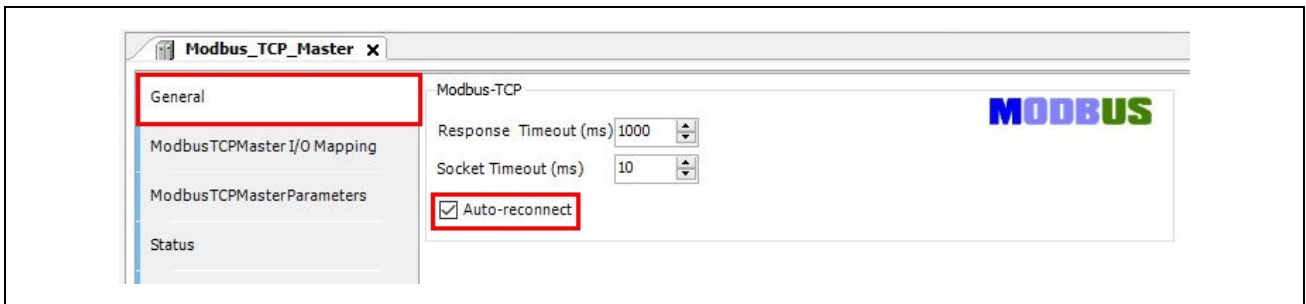 Modbus_TCP_Master x
General
ModbusTCPMaster I/O Mapping
ModbusTCPMasterParameters
Status
Modbus-TCP
MODBUS
Response Timeout (ms) 1000
Socket Timeout (ms) 10
Auto-reconnect